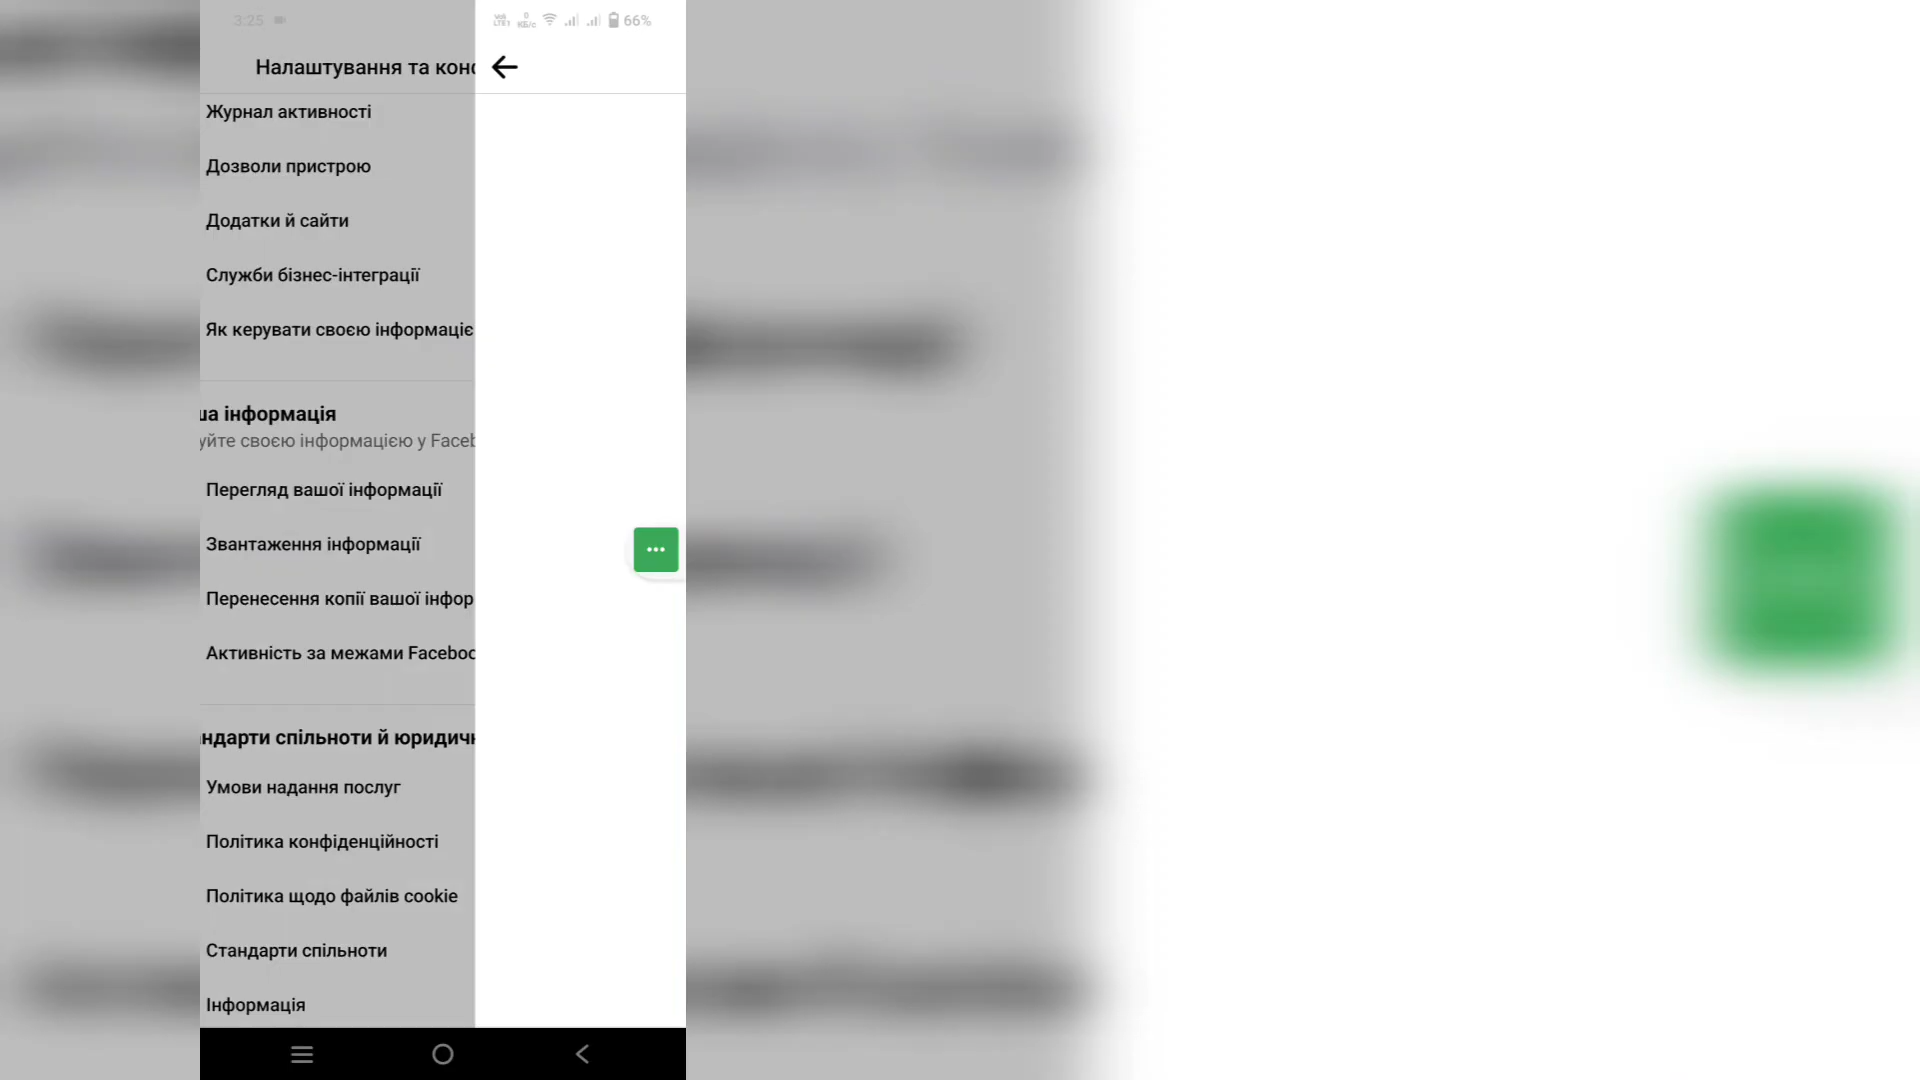 3:25
66%
Налаштування та кон
Журнал активності
Дозволи пристрою
Додатки й сайти
Служби бізнес-інтеграції
Як керувати своєю інформаціє
ша інформація
уйте своєю інформацією у Faceb
Перегляд вашої інформації
Звантаження інформації
Перенесення копії вашої інфор
Активність за межами Faceboo
ндарти спільноти й юридичн
Умови надання послуг
Політика конфіденційності
Політика щодо файлів cookie
Стандарти спільноти
Інформація